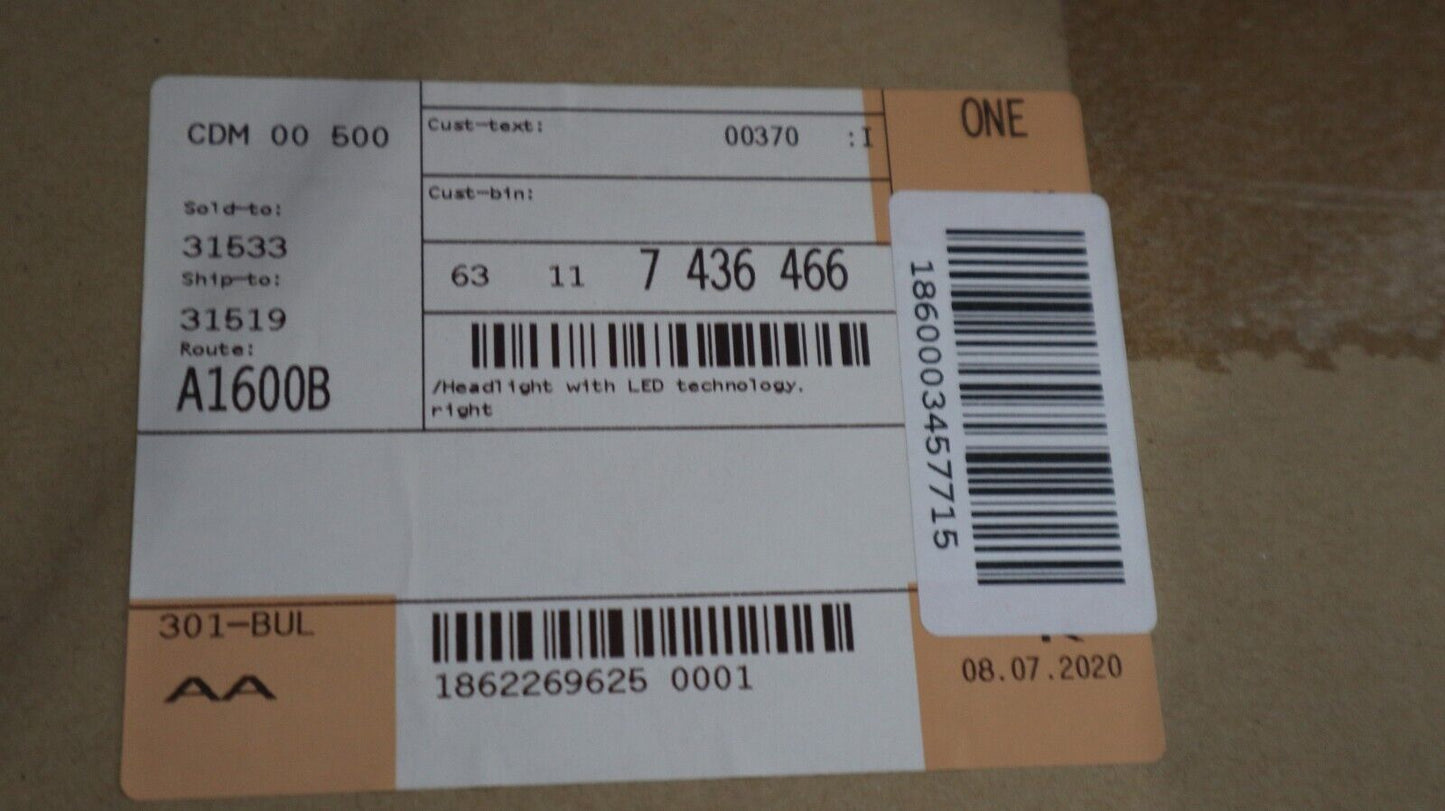 CDM 00 500
Sold-to:
31533
Ship-to:
31519
Route:
A1600B
Cust-text: 00370 :I
Cust-bin:
63 11 7 436 466
/Headlight with LED technology.
right
ONE
186000003457715
301-BUL
AA
1862269625 0001
08.07.2020